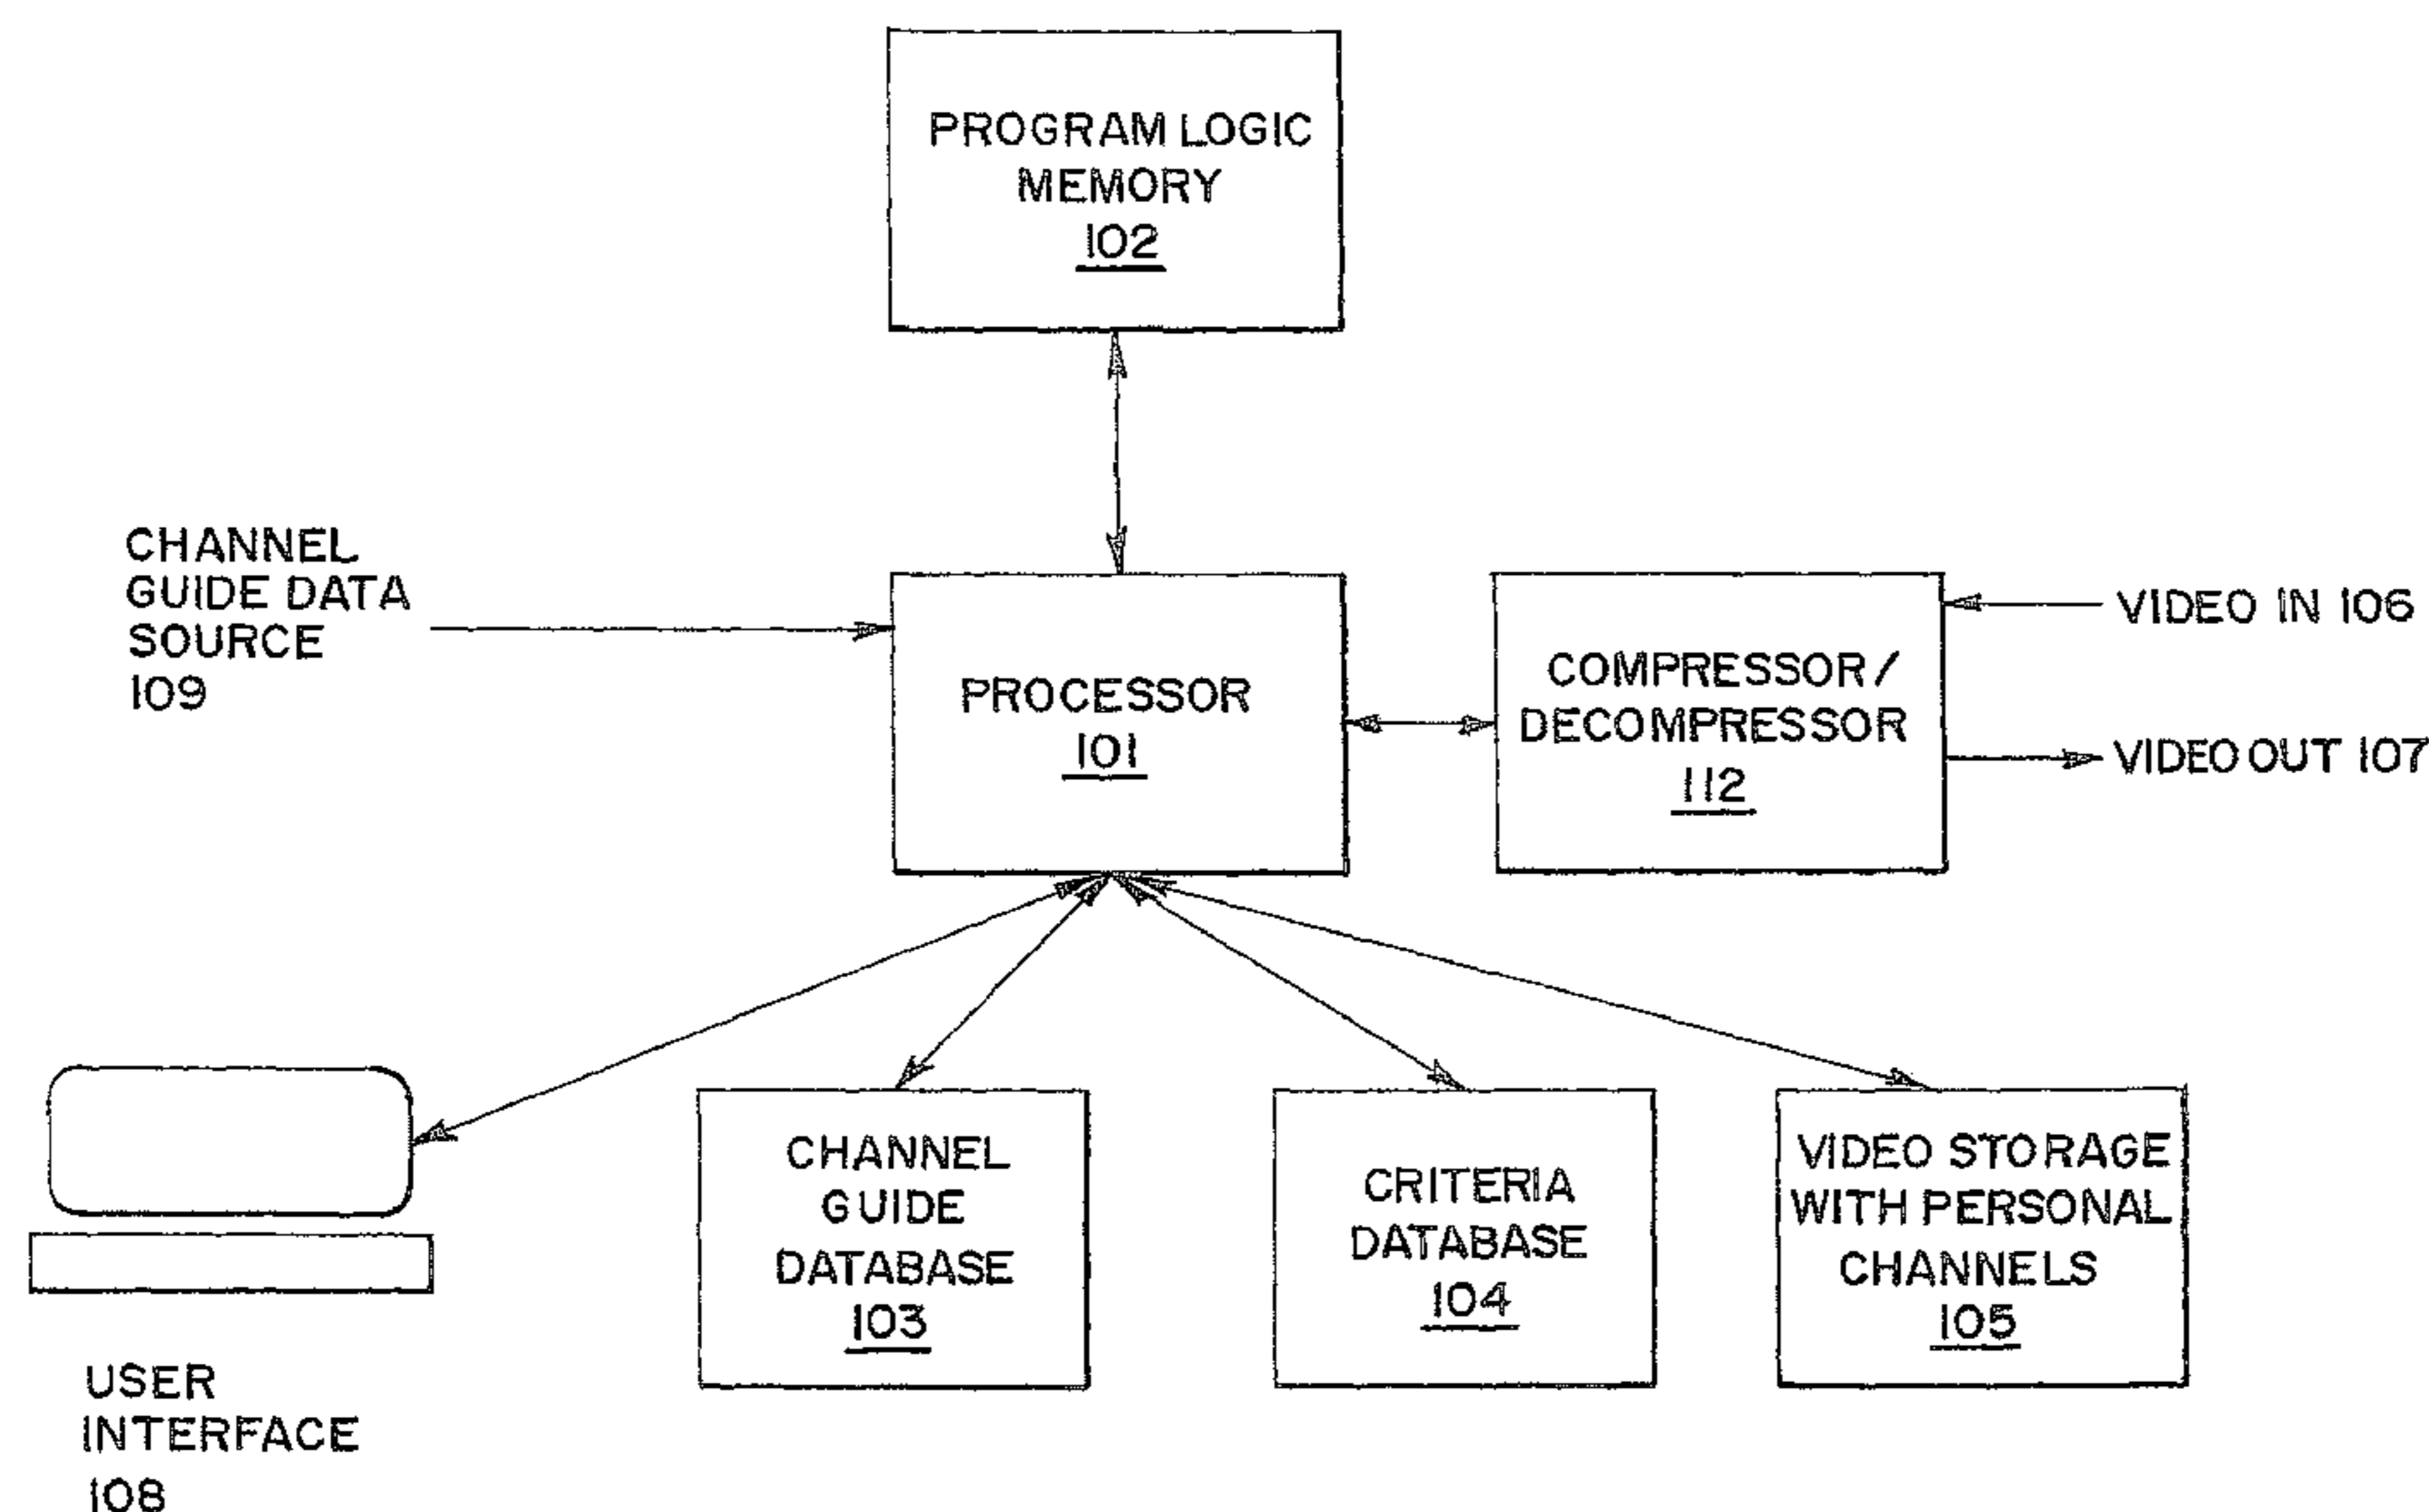 PROGRAM LOGIC
MEMORY
102
CHANNEL
GUIDE DATA
SOURCE
109
PROCESSOR
101
COMPRESSOR/
DECOMPRESSOR
112
VIDEO IN 106
VIDEO OUT 107
USER
INTERFACE
108
CHANNEL
GUIDE
DATABASE
103
CRITERIA
DATABASE
104
VIDEO STORAGE
WITH PERSONAL
CHANNELS
105